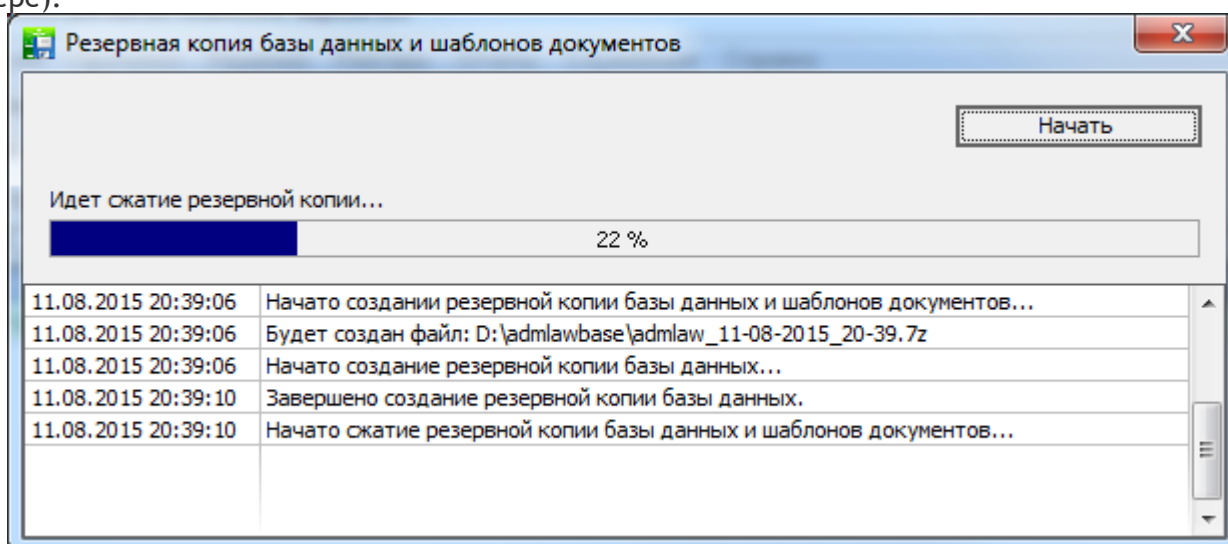 ере).
Резервная копия базы данных и шаблонов документов
Начать
Идет сжатие резервной копии...
22 %
11.08.2015 20:39:06 Начато создании резервной копии базы данных и шаблонов документов...
11.08.2015 20:39:06 Будет создан файл: D:\admlawbase\admlaw_11-08-2015_20-39.7z
11.08.2015 20:39:06 Начато создание резервной копии базы данных...
11.08.2015 20:39:10 Завершено создание резервной копии базы данных.
11.08.2015 20:39:10 Начато сжатие резервной копии базы данных и шаблонов документов...